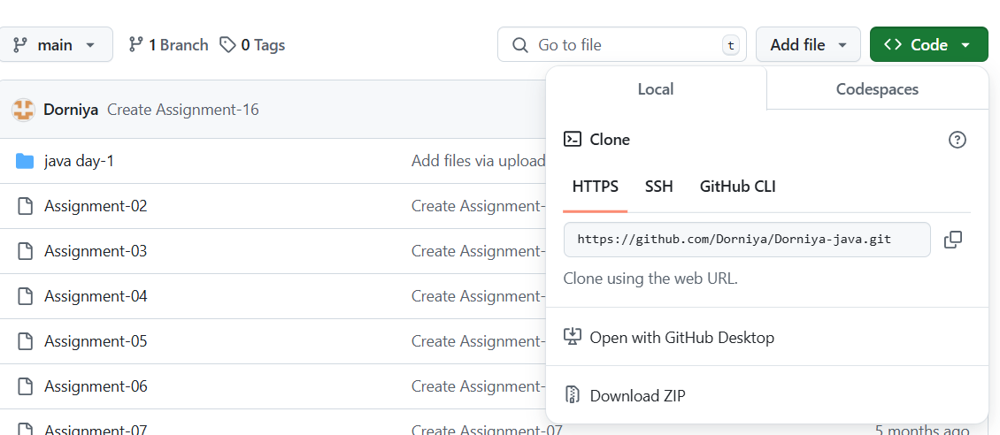 main 1 Branch 0 Tags Go to file t Add file <> Code
Local Codespaces
Dorniya Create Assignment-16
Clone
java day-1 Add files via upload
HTTPS SSH GitHub CLI
Assignment-02 Create Assignment-
https://github.com/Dorniya/Dorniya-java.git
Assignment-03 Create Assignment-
Clone using the web URL.
Assignment-04 Create Assignment-
Assignment-05 Create Assignment-
Open with GitHub Desktop
Assignment-06 Create Assignment-
Download ZIP
Assignment-07 Create Assignment-07 5 months ago